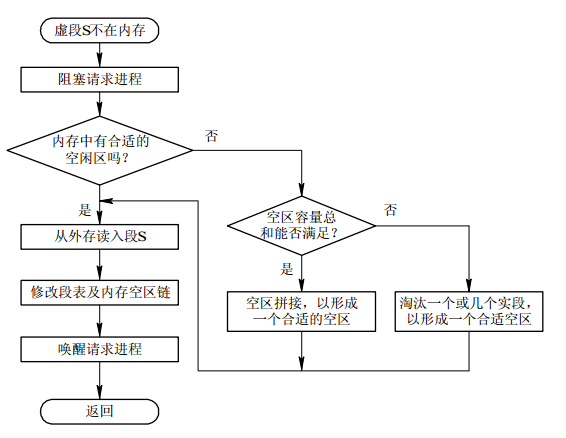 虚段S不在内存
阻塞请求进程
内存中有合适的
空闲区吗?
否
是
从外存读入段S
修改段表及内存空区链
唤醒请求进程
返回
空区容量总
和能否满足?
否
是
空区拼接，以形成
一个合适的空区
淘汰一个或几个实段，
以形成一个合适空区